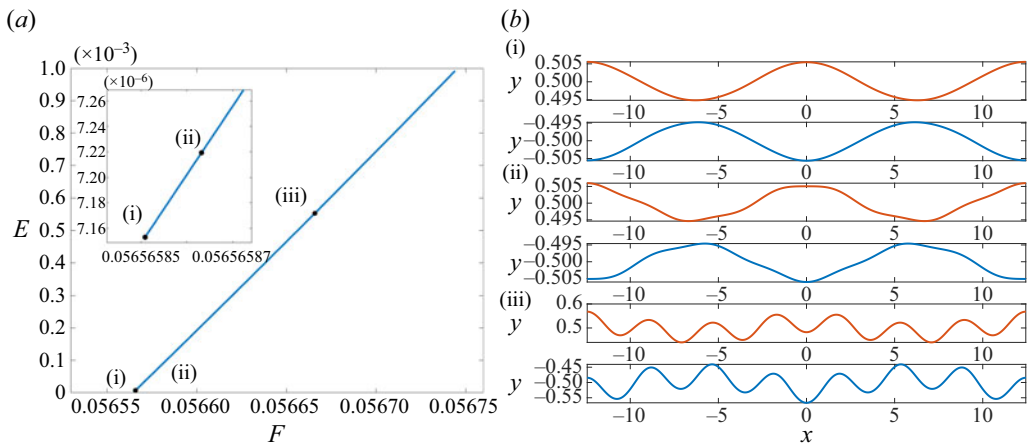 (a)
(×10−3)
1.0
0.9
0.8
0.7
0.6
0.5
0.4
0.3
0.2
0.1
0
E
(×10−6)
7.26
7.24
7.22
7.20
7.18
7.16
(ii)
(i)
0.05656585
0.05656587
(iii)
(i)
(ii)
0.05655
0.05660
0.05665
0.05670
0.05675
F
(b)
(i)
0.505
y 0.500
0.495
−10 −5 0 5 10
−0.495
y −0.500
−0.505
−10 −5 0 5 10
(ii)
0.505
y 0.500
0.495
−10 −5 0 5 10
−0.495
y −0.500
−0.505
−10 −5 0 5 10
(iii)
0.6
y 0.5
−10 −5 0 5 10
−0.45
y −0.50
−0.55
−10 −5 0 5 10
x